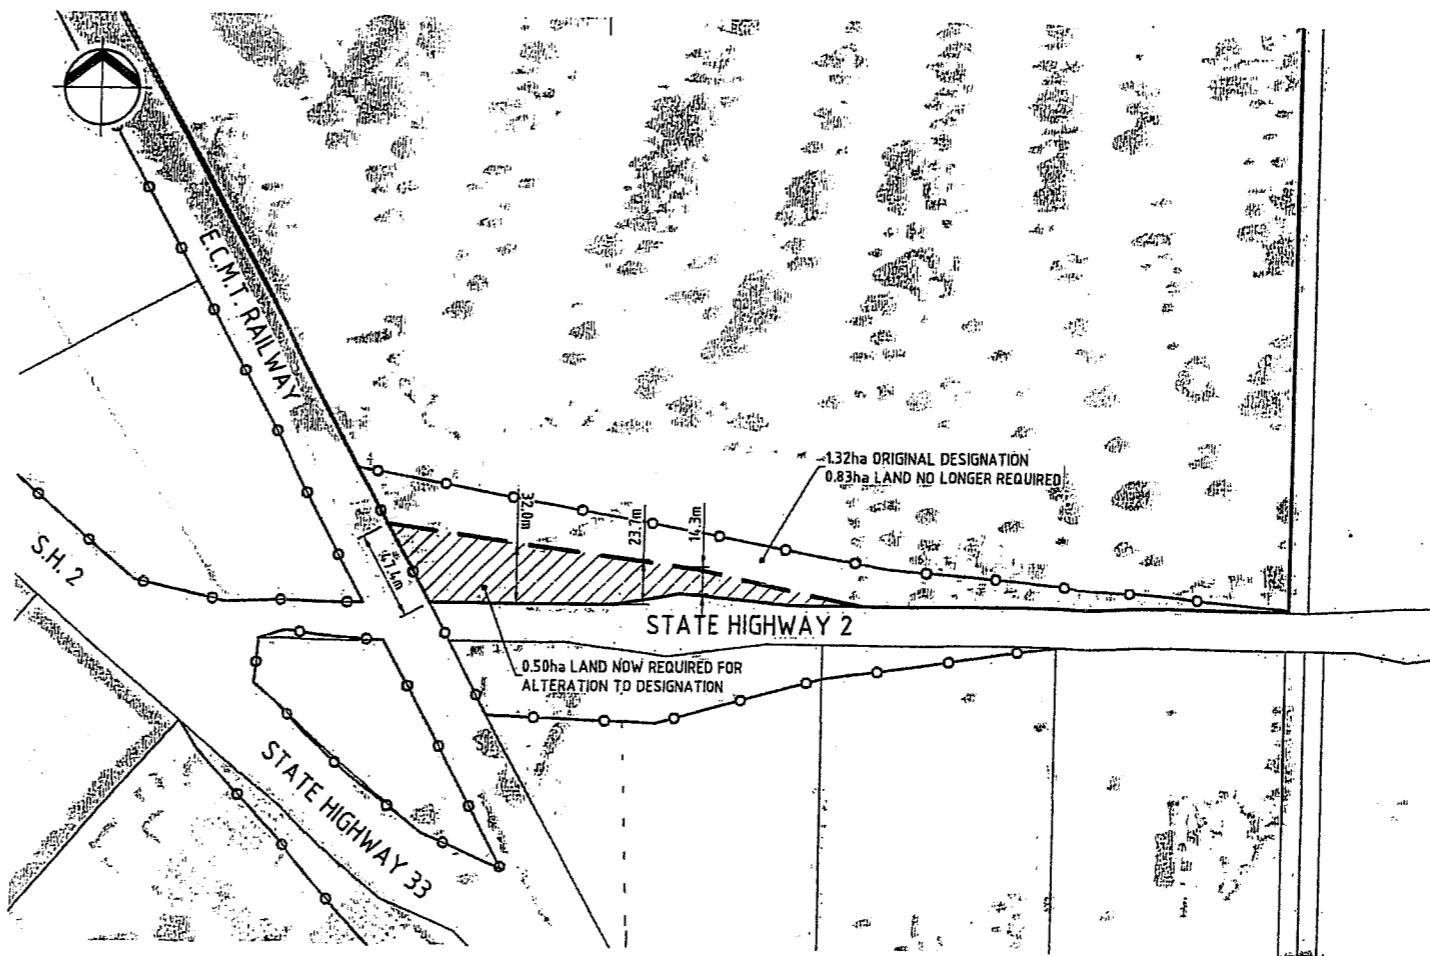 E.C.M.T. RAILWAY
1.32ha ORIGINAL DESIGNATION
0.83ha LAND NO LONGER REQUIRED
32.0m
23.7m
14.3m
47.4m
S.H. 2
STATE HIGHWAY 2
0.50ha LAND NOW REQUIRED FOR
ALTERATION TO DESIGNATION
STATE HIGHWAY 33